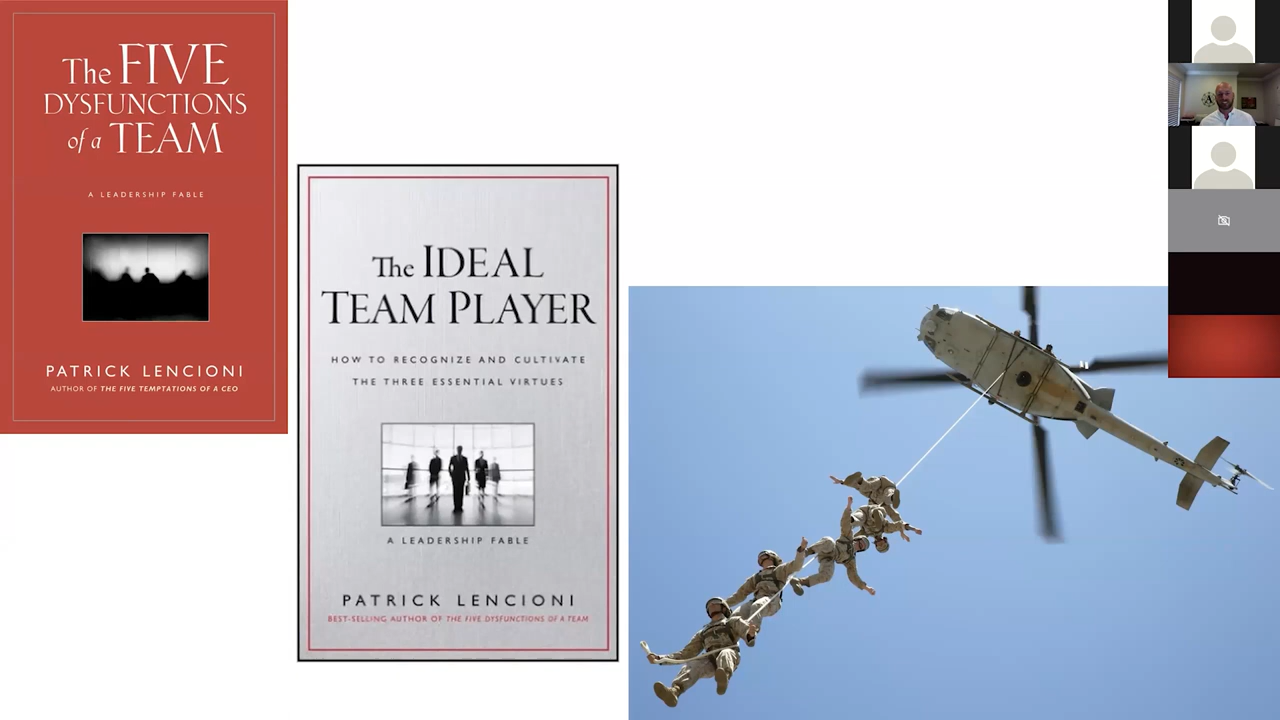 The FIVE
DYSFUNCTIONS
of a TEAM
A LEADERSHIP FABLE
PATRICK LENCIONI
AUTHOR OF THE FIVE TEMPTATIONS OF A CEO
The IDEAL
TEAM PLAYER
HOW TO RECOGNIZE AND CULTIVATE
THE THREE ESSENTIAL VIRTUES
A LEADERSHIP FABLE
PATRICK LENCIONI
BEST-SELLING AUTHOR OF THE FIVE DYSFUNCTIONS OF A TEAM